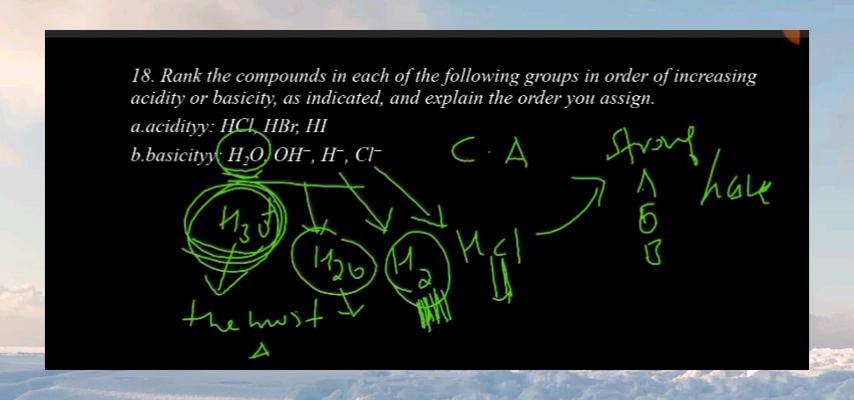 18. Rank the compounds in each of the following groups in order of increasing
acidity or basicity, as indicated, and explain the order you assign.
a.acidityy: HCl, HBr, HI
b.basicityy: H₂O, OH⁻, H⁻, Cl⁻
C.A
Strong
H₃O⁺
H₂O
H₂
HCl
the most
A